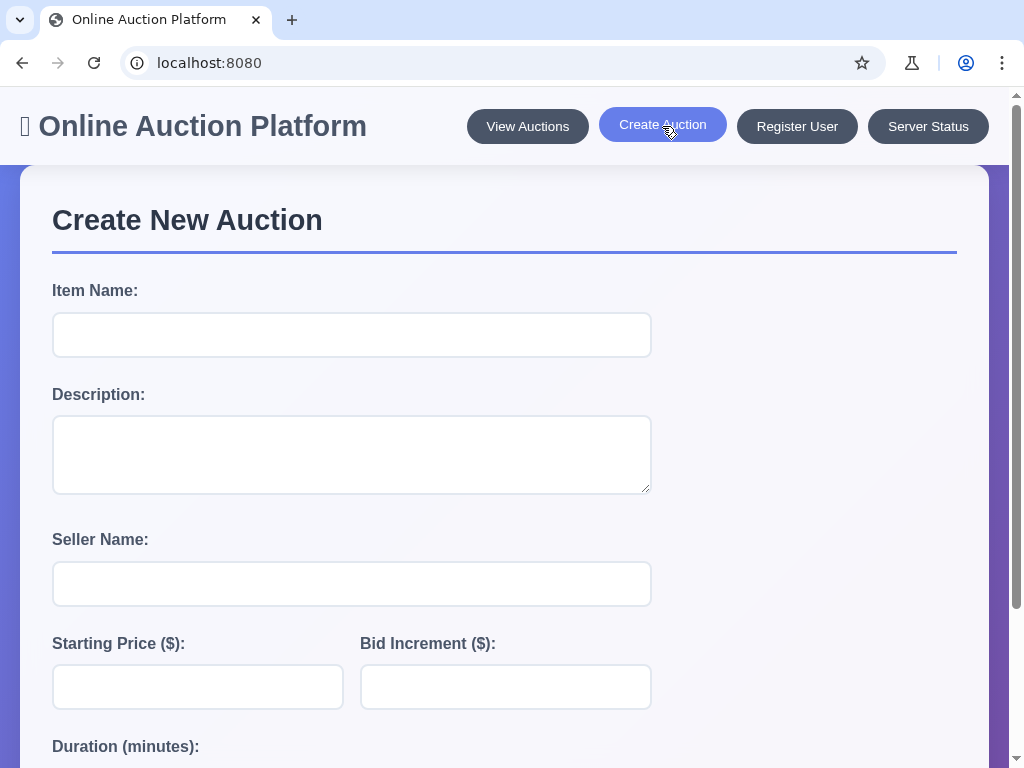 Online Auction Platform
localhost:8080
Online Auction Platform
View Auctions
Create Auction
Register User
Server Status
Create New Auction
Item Name:
Description:
Seller Name:
Starting Price ($):
Bid Increment ($):
Duration (minutes):